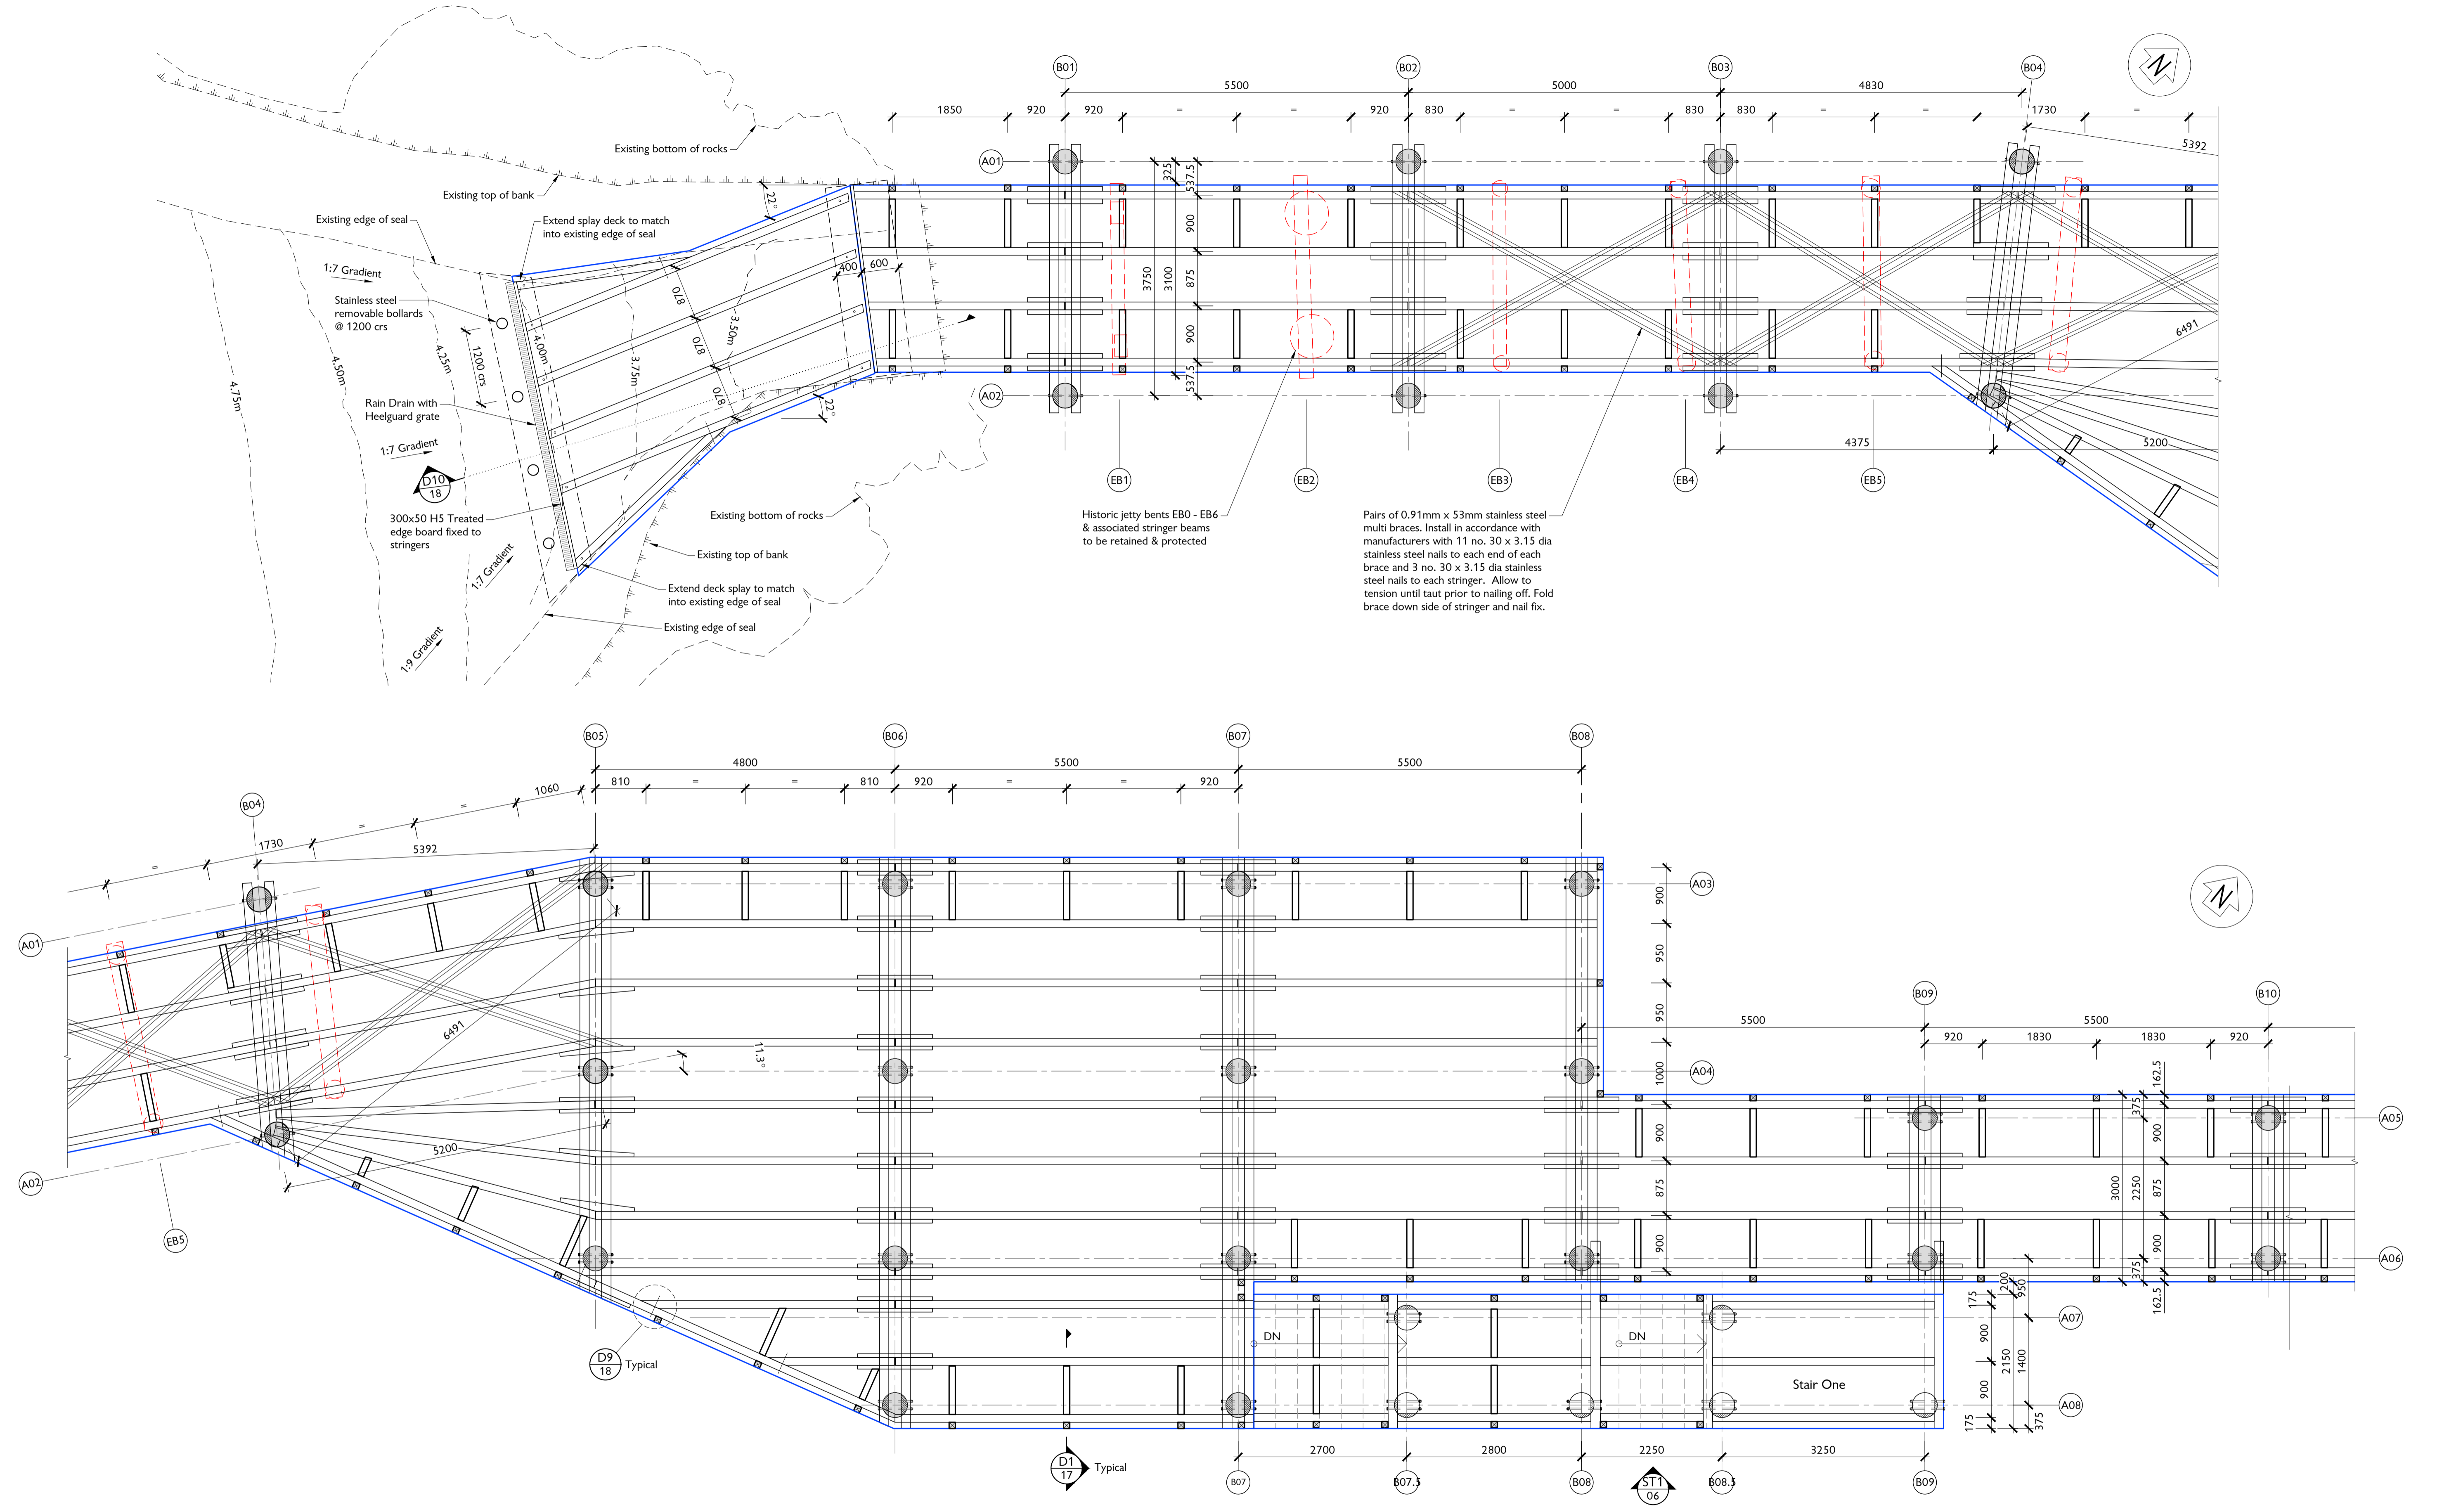 B01
B02
B03
B04
N
5500
5000
4830
1850
920
920
=
=
920
830
=
=
830
830
=
=
1730
=
5392
Existing bottom of rocks
A01
Existing top of bank
325
537.5
22°
Existing edge of seal
Extend splay deck to match
into existing edge of seal
900
1:7 Gradient
400
600
3750
3100
875
Stainless steel
removable bollards
@ 1200 crs
870
3.50m
6491
4.00m
4.25m
1200 crs
870
900
4.50m
3.75m
4.75m
870
537.5
Rain Drain with
Heelguard grate
22°
A02
1:7 Gradient
4375
5200
D10
18
EB1
EB2
EB3
EB4
EB5
300x50 H5 Treated
edge board fixed to
stringers
Existing bottom of rocks
Historic jetty bents EB0 - EB6
& associated stringer beams
to be retained & protected
Pairs of 0.91mm x 53mm stainless steel
multi braces. Install in accordance with
manufacturers with 11 no. 30 x 3.15 dia
stainless steel nails to each end of each
brace and 3 no. 30 x 3.15 dia stainless
steel nails to each stringer. Allow to
tension until taut prior to nailing off. Fold
brace down side of stringer and nail fix.
Existing top of bank
1:7 Gradient
Extend deck splay to match
into existing edge of seal
Existing edge of seal
1:9 Gradient
B05
B06
B07
B08
4800
5500
5500
810
=
=
810
920
=
=
920
1060
=
=
1730
=
B04
5392
N
A03
900
A01
950
B09
B10
950
5500
5500
920
1830
1830
920
6491
11.3°
1000
A04
162.5
375
A05
5200
900
900
A02
875
3000
2250
875
EB5
900
900
A06
375
200
950
175
162.5
DN
DN
A07
900
D9
18
Typical
2150
1400
Stair One
900
A08
175
375
2700
2800
2250
3250
D1
17
Typical
B07
B07.5
B08
ST1
06
B08.5
B09